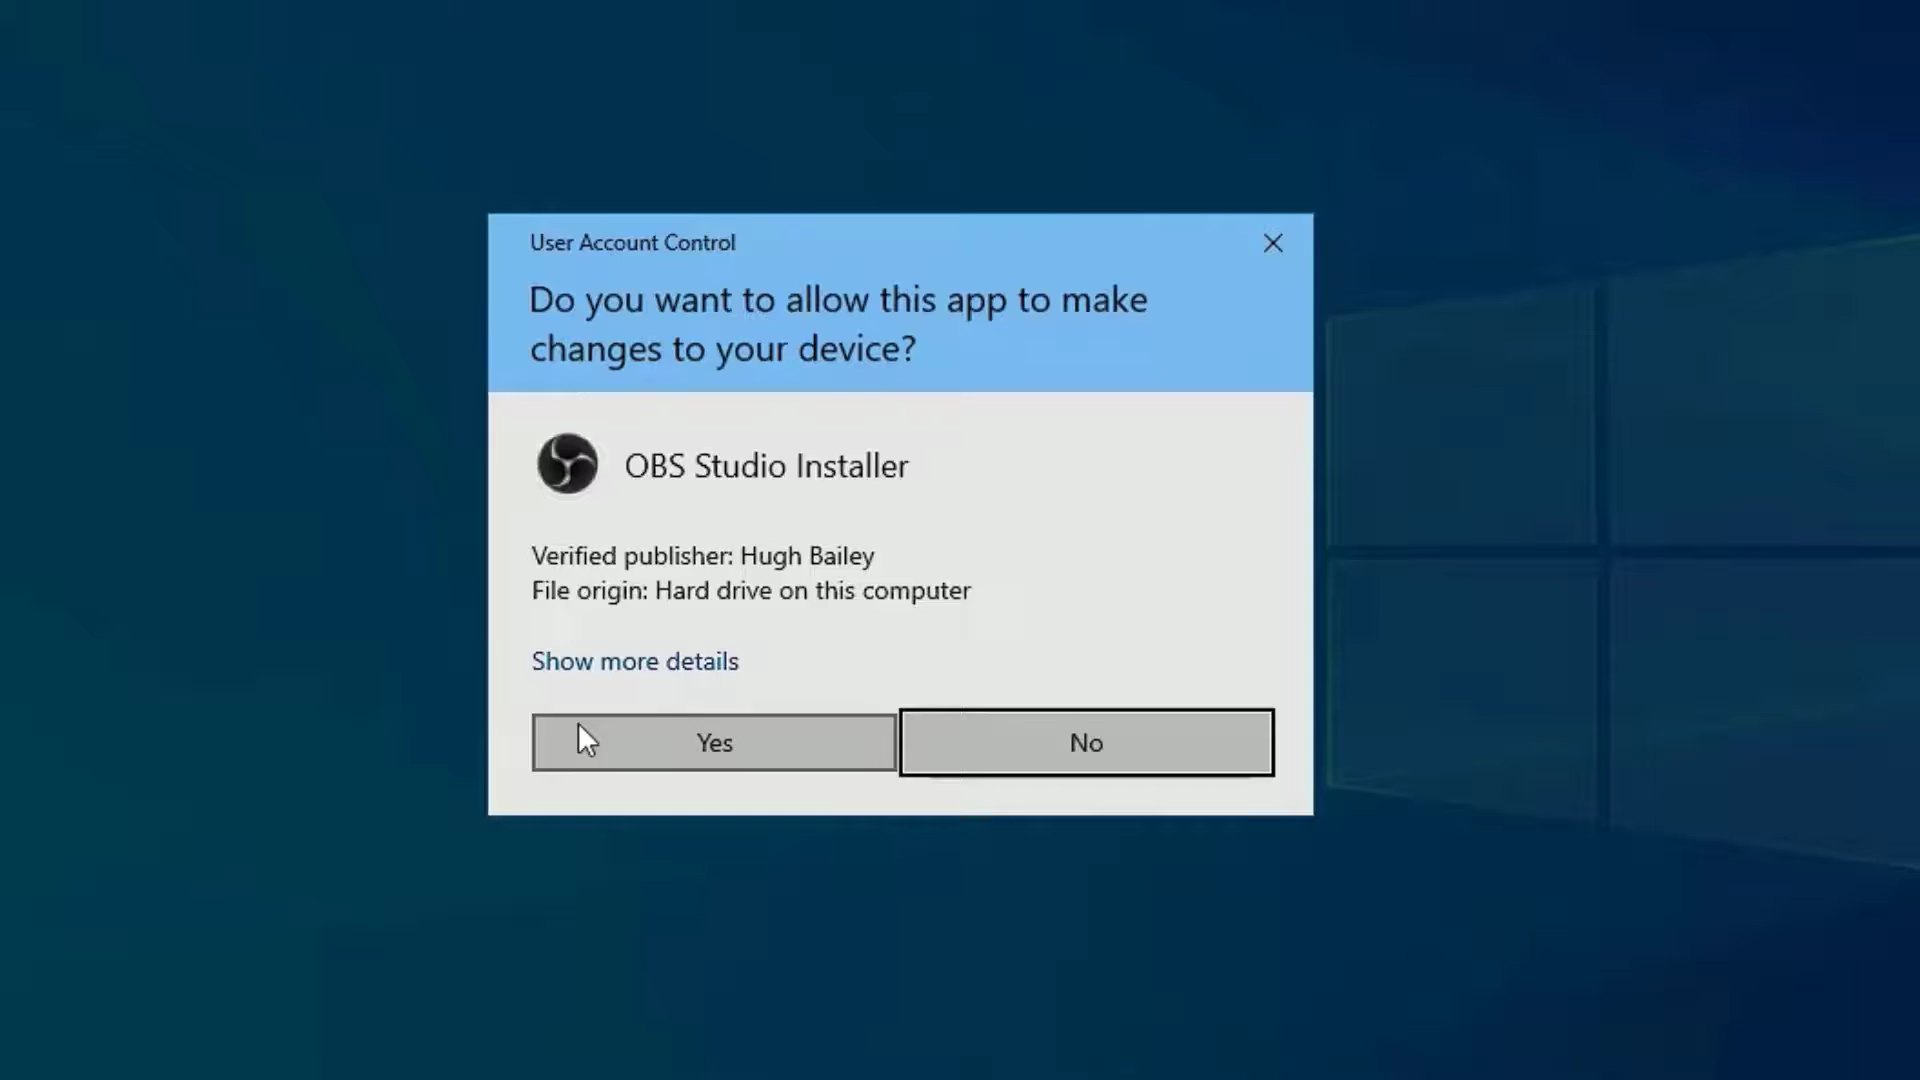 User Account Control
Do you want to allow this app to make
changes to your device?
OBS Studio Installer
Verified publisher: Hugh Bailey
File origin: Hard drive on this computer
Show more details
Yes
No